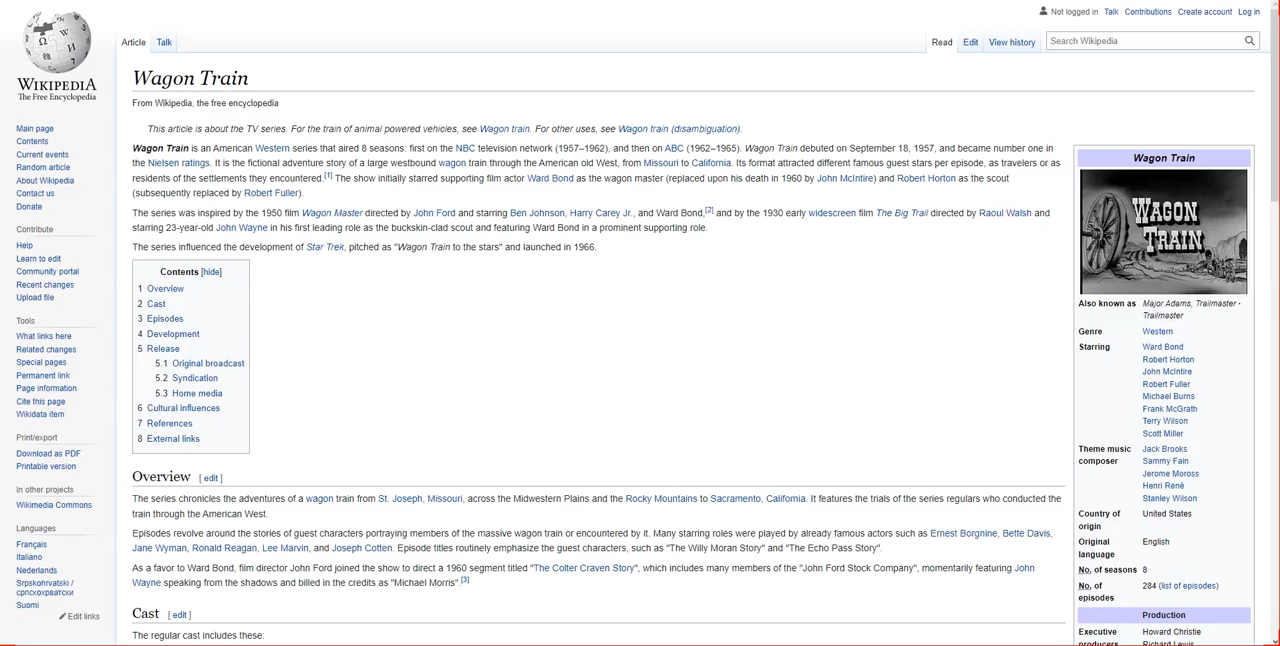 Not logged in Talk Contributions Create account Log in
Article Talk
Read Edit View history Search Wikipedia
WIKIPEDIA
The Free Encyclopedia
Main page
Contents
Current events
Random article
About Wikipedia
Contact us
Donate
Contribute
Help
Learn to edit
Community portal
Recent changes
Upload file
Tools
What links here
Related changes
Special pages
Permanent link
Page information
Cite this page
Wikidata item
Print/export
Download as PDF
Printable version
In other projects
Wikimedia Commons
Languages
Français
Italiano
Nederlands
Srpskohrvatski /
српскохрватски
Suomi
Edit links
Wagon Train
From Wikipedia, the free encyclopedia
This article is about the TV series. For the train of animal powered vehicles, see Wagon train. For other uses, see Wagon train (disambiguation).
Wagon Train is an American Western series that aired 8 seasons: first on the NBC television network (1957–1962), and then on ABC (1962–1965). Wagon Train debuted on September 18, 1957, and became number one in
the Nielsen ratings. It is the fictional adventure story of a large westbound wagon train through the American old West, from Missouri to California. Its format attracted different famous guest stars per episode, as travelers or as
residents of the settlements they encountered.[1] The show initially starred supporting film actor Ward Bond as the wagon master (replaced upon his death in 1960 by John McIntire) and Robert Horton as the scout
(subsequently replaced by Robert Fuller).
The series was inspired by the 1950 film Wagon Master directed by John Ford and starring Ben Johnson, Harry Carey Jr., and Ward Bond,[2] and by the 1930 early widescreen film The Big Trail directed by Raoul Walsh and
starring 23-year-old John Wayne in his first leading role as the buckskin-clad scout and featuring Ward Bond in a prominent supporting role.
The series influenced the development of Star Trek, pitched as "Wagon Train to the stars" and launched in 1966.
Contents [hide]
1 Overview
2 Cast
3 Episodes
4 Development
5 Release
5.1 Original broadcast
5.2 Syndication
5.3 Home media
6 Cultural influences
7 References
8 External links
Overview [ edit ]
The series chronicles the adventures of a wagon train from St. Joseph, Missouri, across the Midwestern Plains and the Rocky Mountains to Sacramento, California. It features the trials of the series regulars who conducted the
train through the American West.
Episodes revolve around the stories of guest characters portraying members of the massive wagon train or encountered by it. Many starring roles were played by already famous actors such as Ernest Borgnine, Bette Davis,
Jane Wyman, Ronald Reagan, Lee Marvin, and Joseph Cotten. Episode titles routinely emphasize the guest characters, such as "The Willy Moran Story" and "The Echo Pass Story".
As a favor to Ward Bond, film director John Ford joined the show to direct a 1960 segment titled "The Colter Craven Story", which includes many members of the "John Ford Stock Company", momentarily featuring John
Wayne speaking from the shadows and billed in the credits as "Michael Morris".[3]
Cast [ edit ]
The regular cast includes these:
Wagon Train
WAGON
TRAIN
Also known as Major Adams, Trailmaster ·
Trailmaster
Genre Western
Starring Ward Bond
Robert Horton
John McIntire
Robert Fuller
Michael Burns
Frank McGrath
Terry Wilson
Scott Miller
Theme music Jack Brooks
composer Sammy Fain
Jerome Moross
Henri René
Stanley Wilson
Country of United States
origin
Original English
language
No. of seasons 8
No. of 284 (list of episodes)
episodes
Production
Executive Howard Christie
producers Richard Lewis